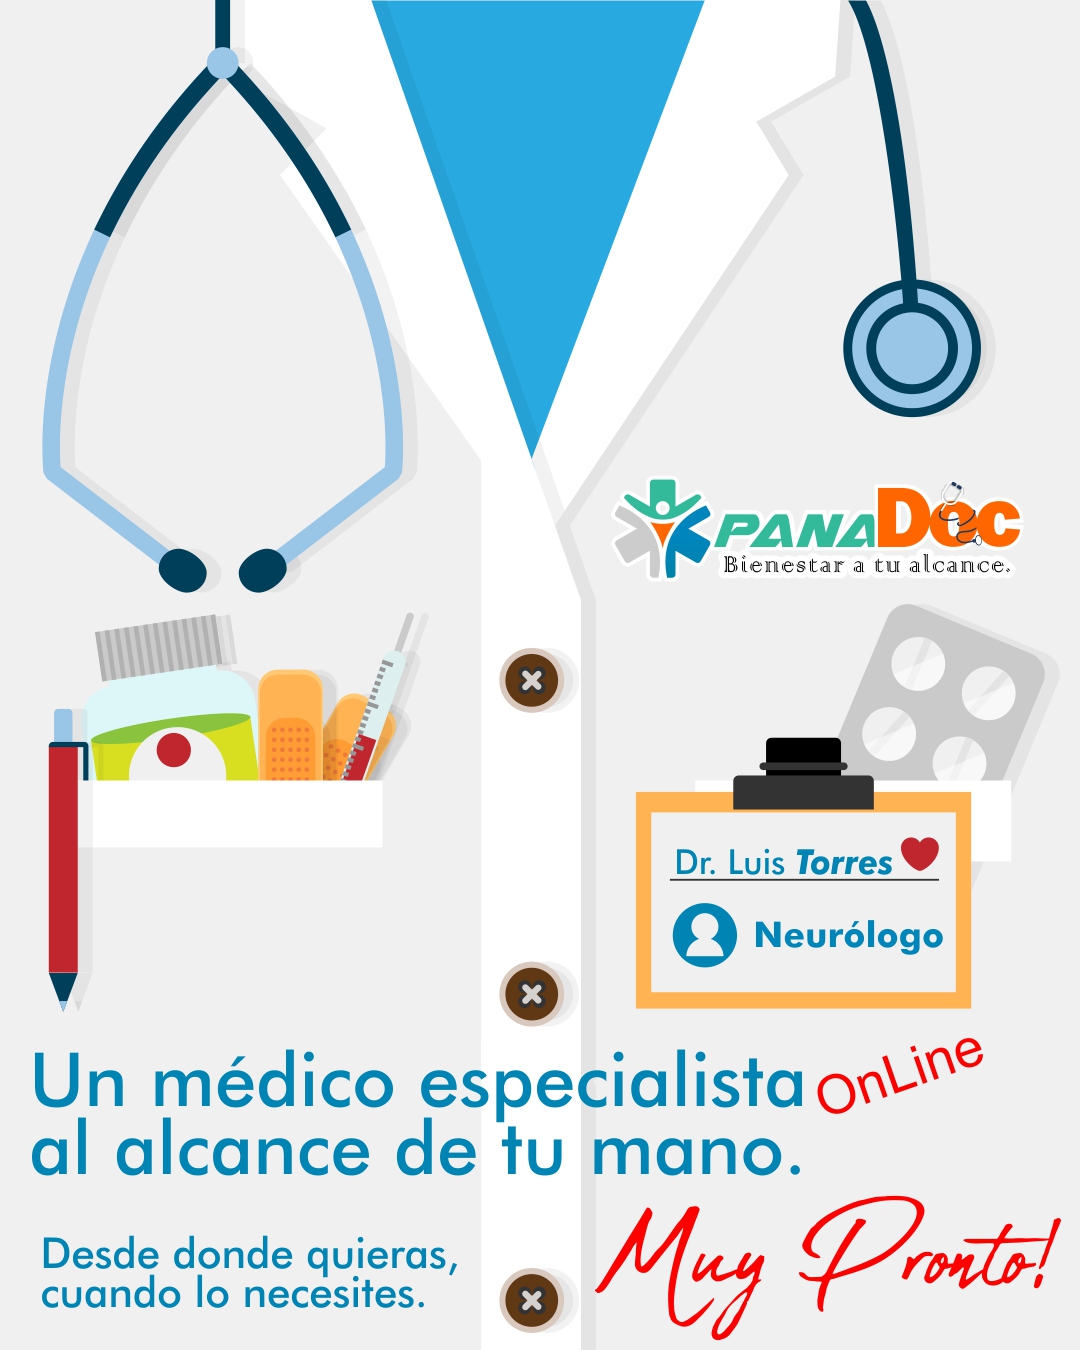 PANADoc
Bienestar a tu alcance.
Dr. Luis Torres
Neurólogo
Un médico especialista OnLine
al alcance de tu mano.
Desde donde quieras,
cuando lo necesites.
Muy Pronto!